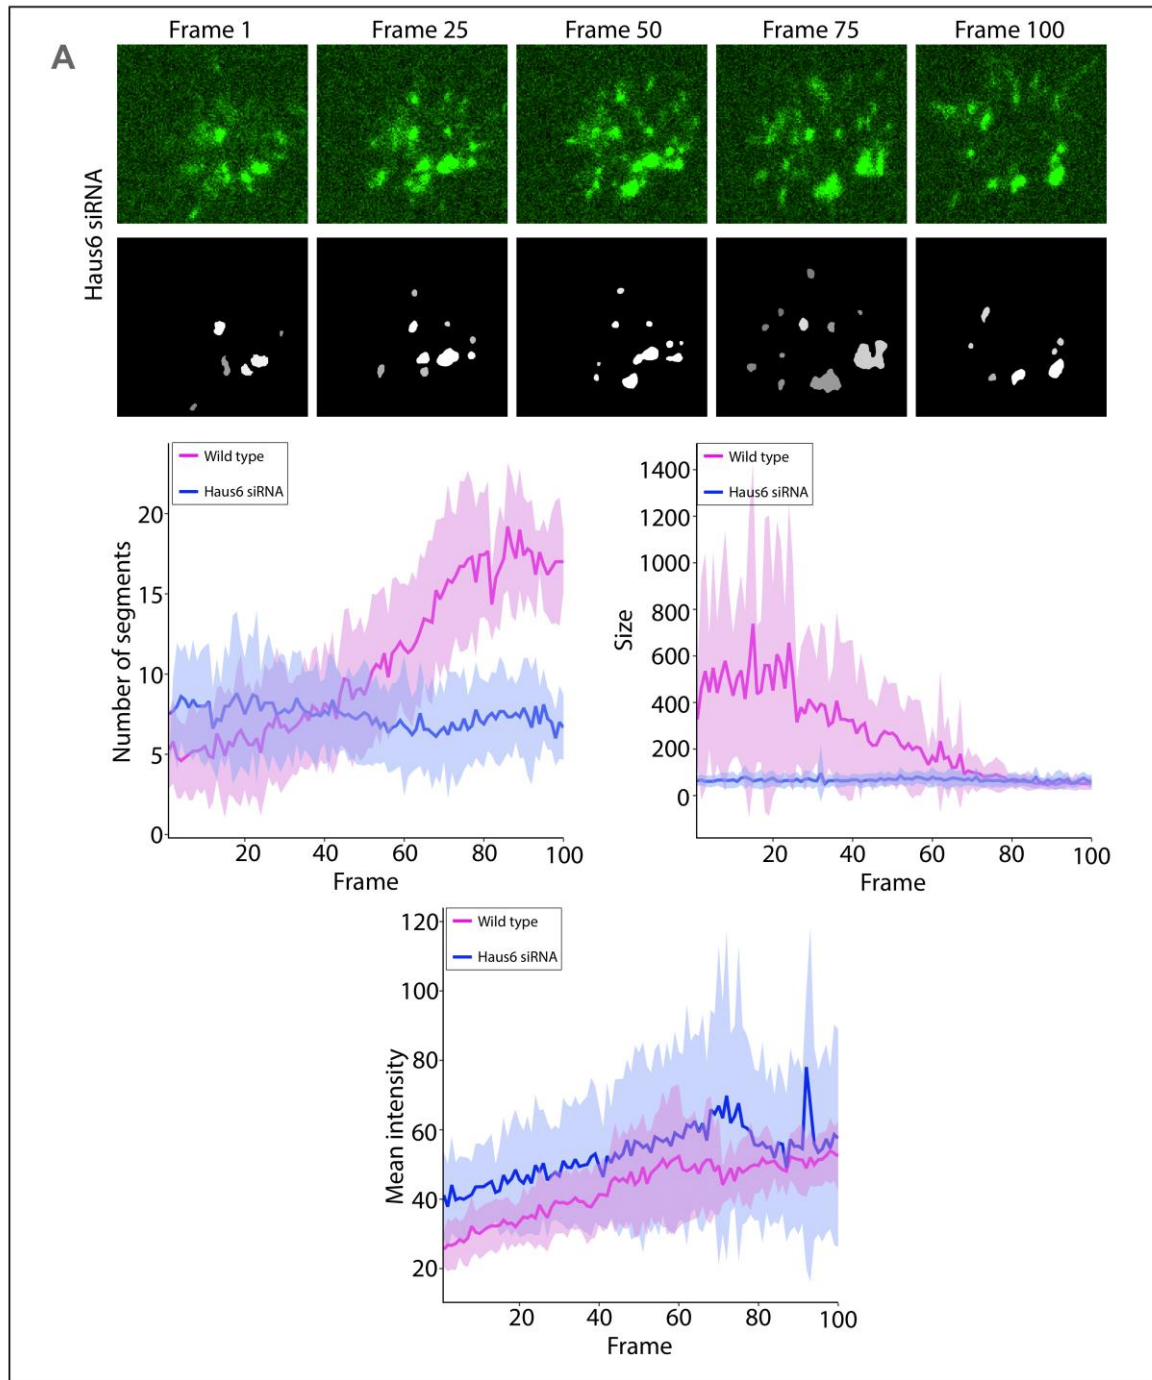 A
Frame 1 Frame 25 Frame 50 Frame 75 Frame 100
Haus6 siRNA
Wild type
Haus6 siRNA
Number of segments
20
15
10
5
0
20 40 60 80 100
Frame
Wild type
Haus6 siRNA
Size
1400
1200
1000
800
600
400
200
0
20 40 60 80 100
Frame
Wild type
Haus6 siRNA
Mean intensity
120
100
80
60
40
20
20 40 60 80 100
Frame